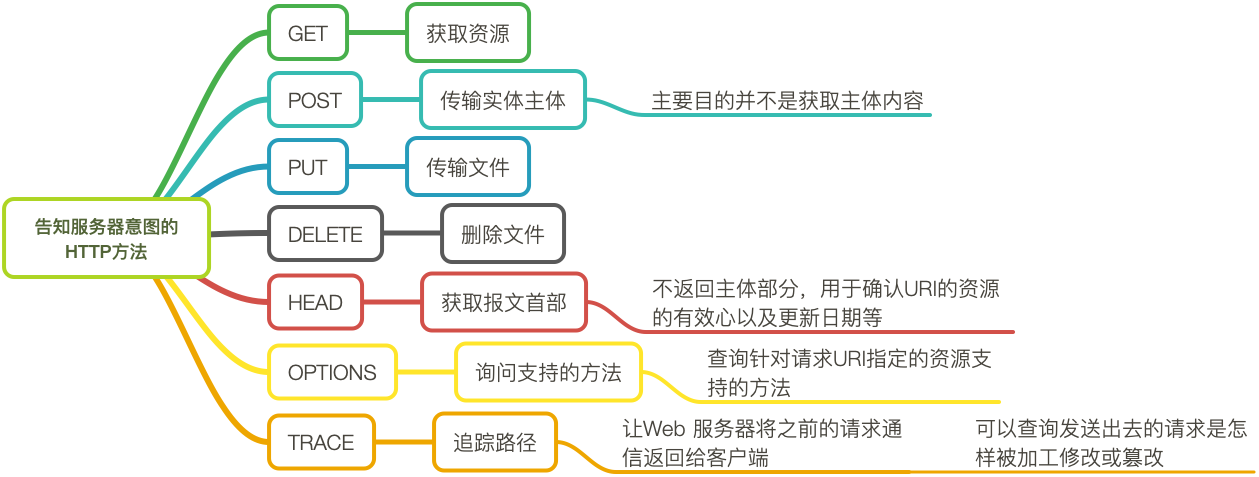 GET
获取资源
POST
传输实体主体
主要目的并不是获取主体内容
PUT
传输文件
告知服务器意图的
HTTP方法
DELETE
删除文件
HEAD
获取报文首部
不返回主体部分，用于确认URI的资源
的有效心以及更新日期等
OPTIONS
询问支持的方法
查询针对请求URI指定的资源支
持的方法
TRACE
追踪路径
让Web 服务器将之前的请求通
信返回给客户端
可以查询发送出去的请求是怎
样被加工修改或篡改